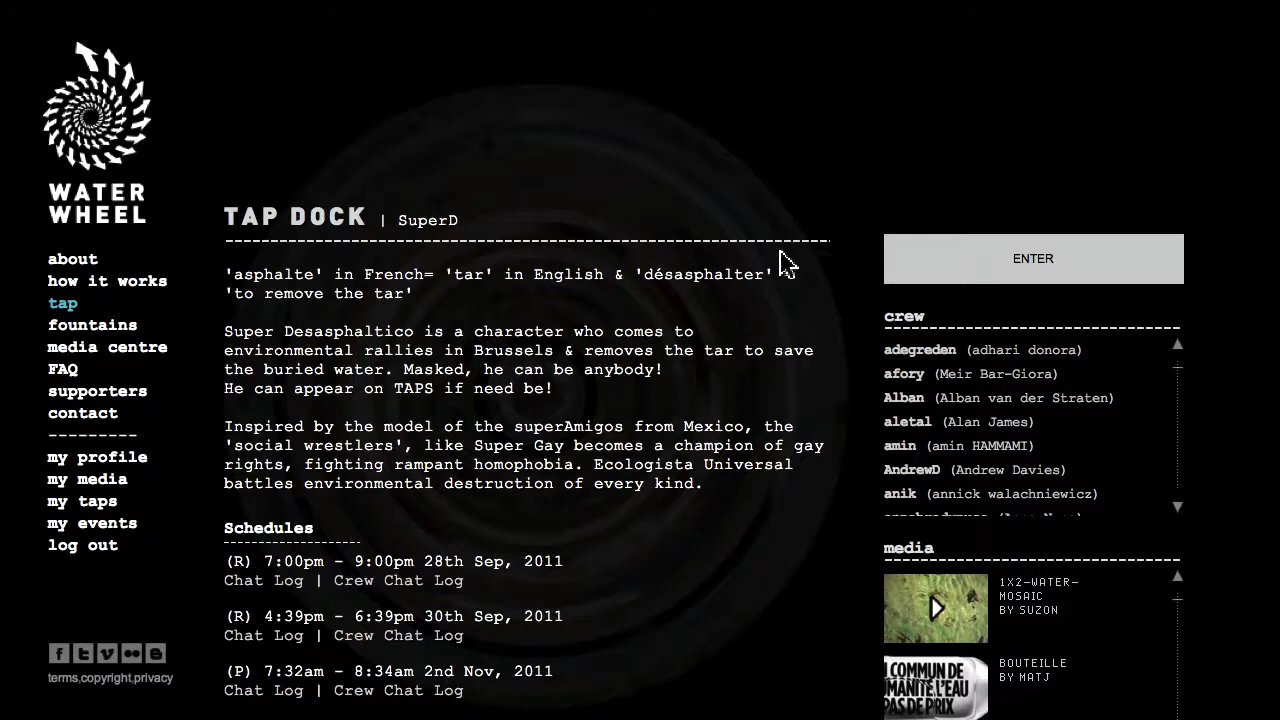 WATER
WHEEL
about
how it works
tap
fountains
media centre
FAQ
supporters
contact
my profile
my media
my taps
my events
log out
terms,copyright,privacy
TAP DOCK | SuperD
'asphalte' in French= 'tar' in English & 'désasphalter'
'to remove the tar'
Super Desasphaltico is a character who comes to
environmental rallies in Brussels & removes the tar to save
the buried water. Masked, he can be anybody!
He can appear on TAPS if need be!
Inspired by the model of the superAmigos from Mexico, the
'social wrestlers', like Super Gay becomes a champion of gay
rights, fighting rampant homophobia. Ecologista Universal
battles environmental destruction of every kind.
Schedules
(R) 7:00pm - 9:00pm 28th Sep, 2011
Chat Log | Crew Chat Log
(R) 4:39pm - 6:39pm 30th Sep, 2011
Chat Log | Crew Chat Log
(P) 7:32am - 8:34am 2nd Nov, 2011
Chat Log | Crew Chat Log
ENTER
crew
adegreden (adhari donora)
afory (Meir Bar-Giora)
Alban (Alban van der Straten)
aletal (Alan James)
amin (amin HAMMAMI)
AndrewD (Andrew Davies)
anik (annick walachniewicz)
media
1X2-WATER-
MOSAIC
BY SUZON
BOUTEILLE
BY MATJ
COMMUN DE
L'EAU
PAS DE PRIX